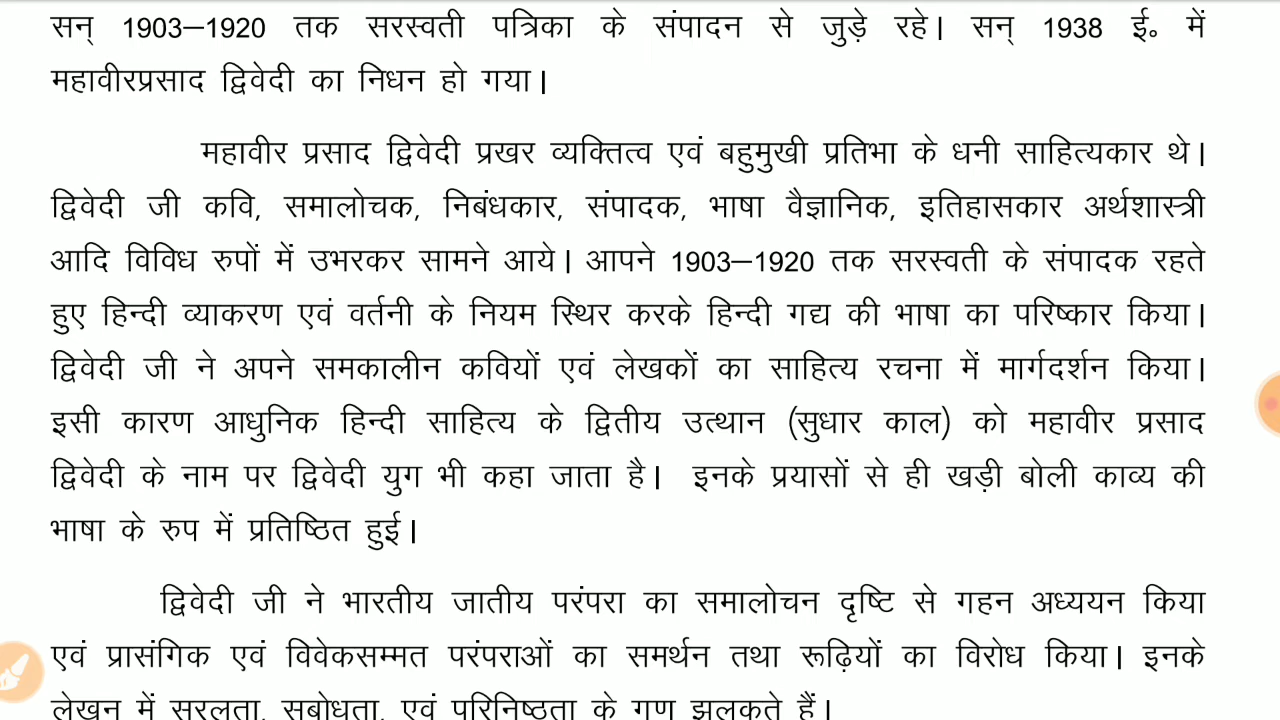 सन् 1903–1920 तक सरस्वती पत्रिका के संपादन से जुड़े रहे। सन् 1938 ई० में
महावीरप्रसाद द्विवेदी का निधन हो गया।
महावीर प्रसाद द्विवेदी प्रखर व्यक्तित्व एवं बहुमुखी प्रतिभा के धनी साहित्यकार थे।
द्विवेदी जी कवि, समालोचक, निबंधकार, संपादक, भाषा वैज्ञानिक, इतिहासकार अर्थशास्त्री
आदि विविध रुपों में उभरकर सामने आये। आपने 1903–1920 तक सरस्वती के संपादक रहते
हुए हिन्दी व्याकरण एवं वर्तनी के नियम स्थिर करके हिन्दी गद्य की भाषा का परिष्कार किया।
द्विवेदी जी ने अपने समकालीन कवियों एवं लेखकों का साहित्य रचना में मार्गदर्शन किया।
इसी कारण आधुनिक हिन्दी साहित्य के द्वितीय उत्थान (सुधार काल) को महावीर प्रसाद
द्विवेदी के नाम पर द्विवेदी युग भी कहा जाता है। इनके प्रयासों से ही खड़ी बोली काव्य की
भाषा के रुप में प्रतिष्ठित हुई।
द्विवेदी जी ने भारतीय जातीय परंपरा का समालोचन दृष्टि से गहन अध्ययन किया
एवं प्रासंगिक एवं विवेकसम्मत परंपराओं का समर्थन तथा रूढ़ियों का विरोध किया। इनके
लेखन में सरलता, सुबोधता, एवं परिनिष्ठता के गुण झलकते हैं।